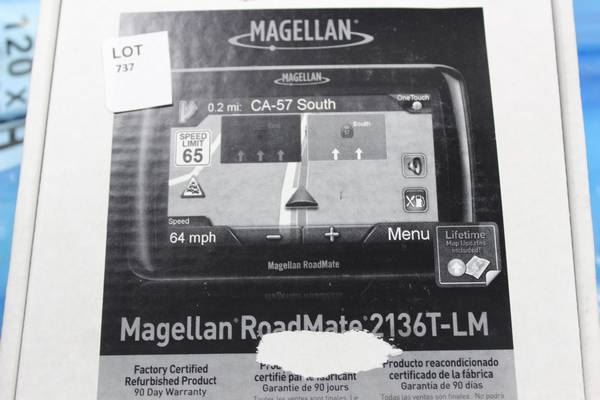 MAGELLAN®
LOT
737
MAGELLAN
0.2 mi: CA-57 South
OneTouch
South
SPEED
LIMIT
65
Speed
64 mph
− + Menu
Magellan RoadMate
Lifetime
Map Updates
Included!
Magellan® RoadMate® 2136T-LM
Factory Certified
Refurbished Product
90 Day Warranty
certifié par le fabricant
Garantie de 90 jours
Producto reacondicionado
certificado de la fábrica
Garantía de 90 días
120 x